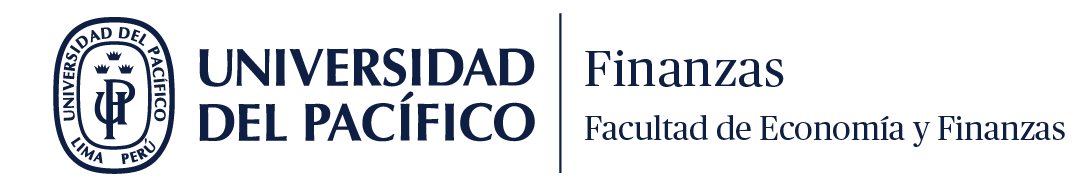 UNIVERSIDAD DEL PACÍFICO
LIMA PERÚ
UP
UNIVERSIDAD
DEL PACÍFICO
Finanzas
Facultad de Economía y Finanzas